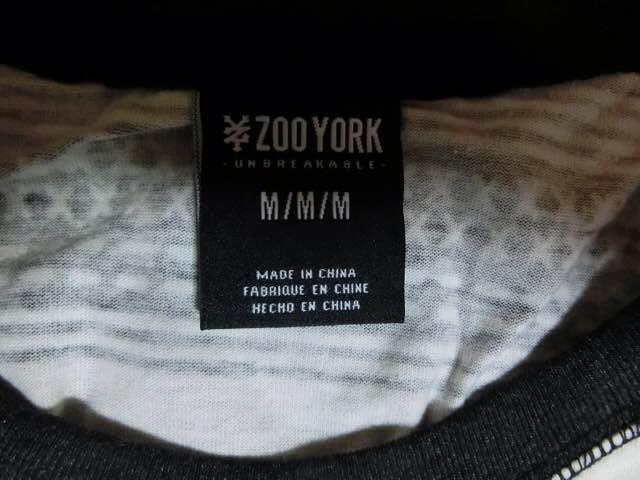 ZOO YORK
- UNBREAKABLE -
M/M/M
MADE IN CHINA
FABRIQUE EN CHINE
HECHO EN CHINA